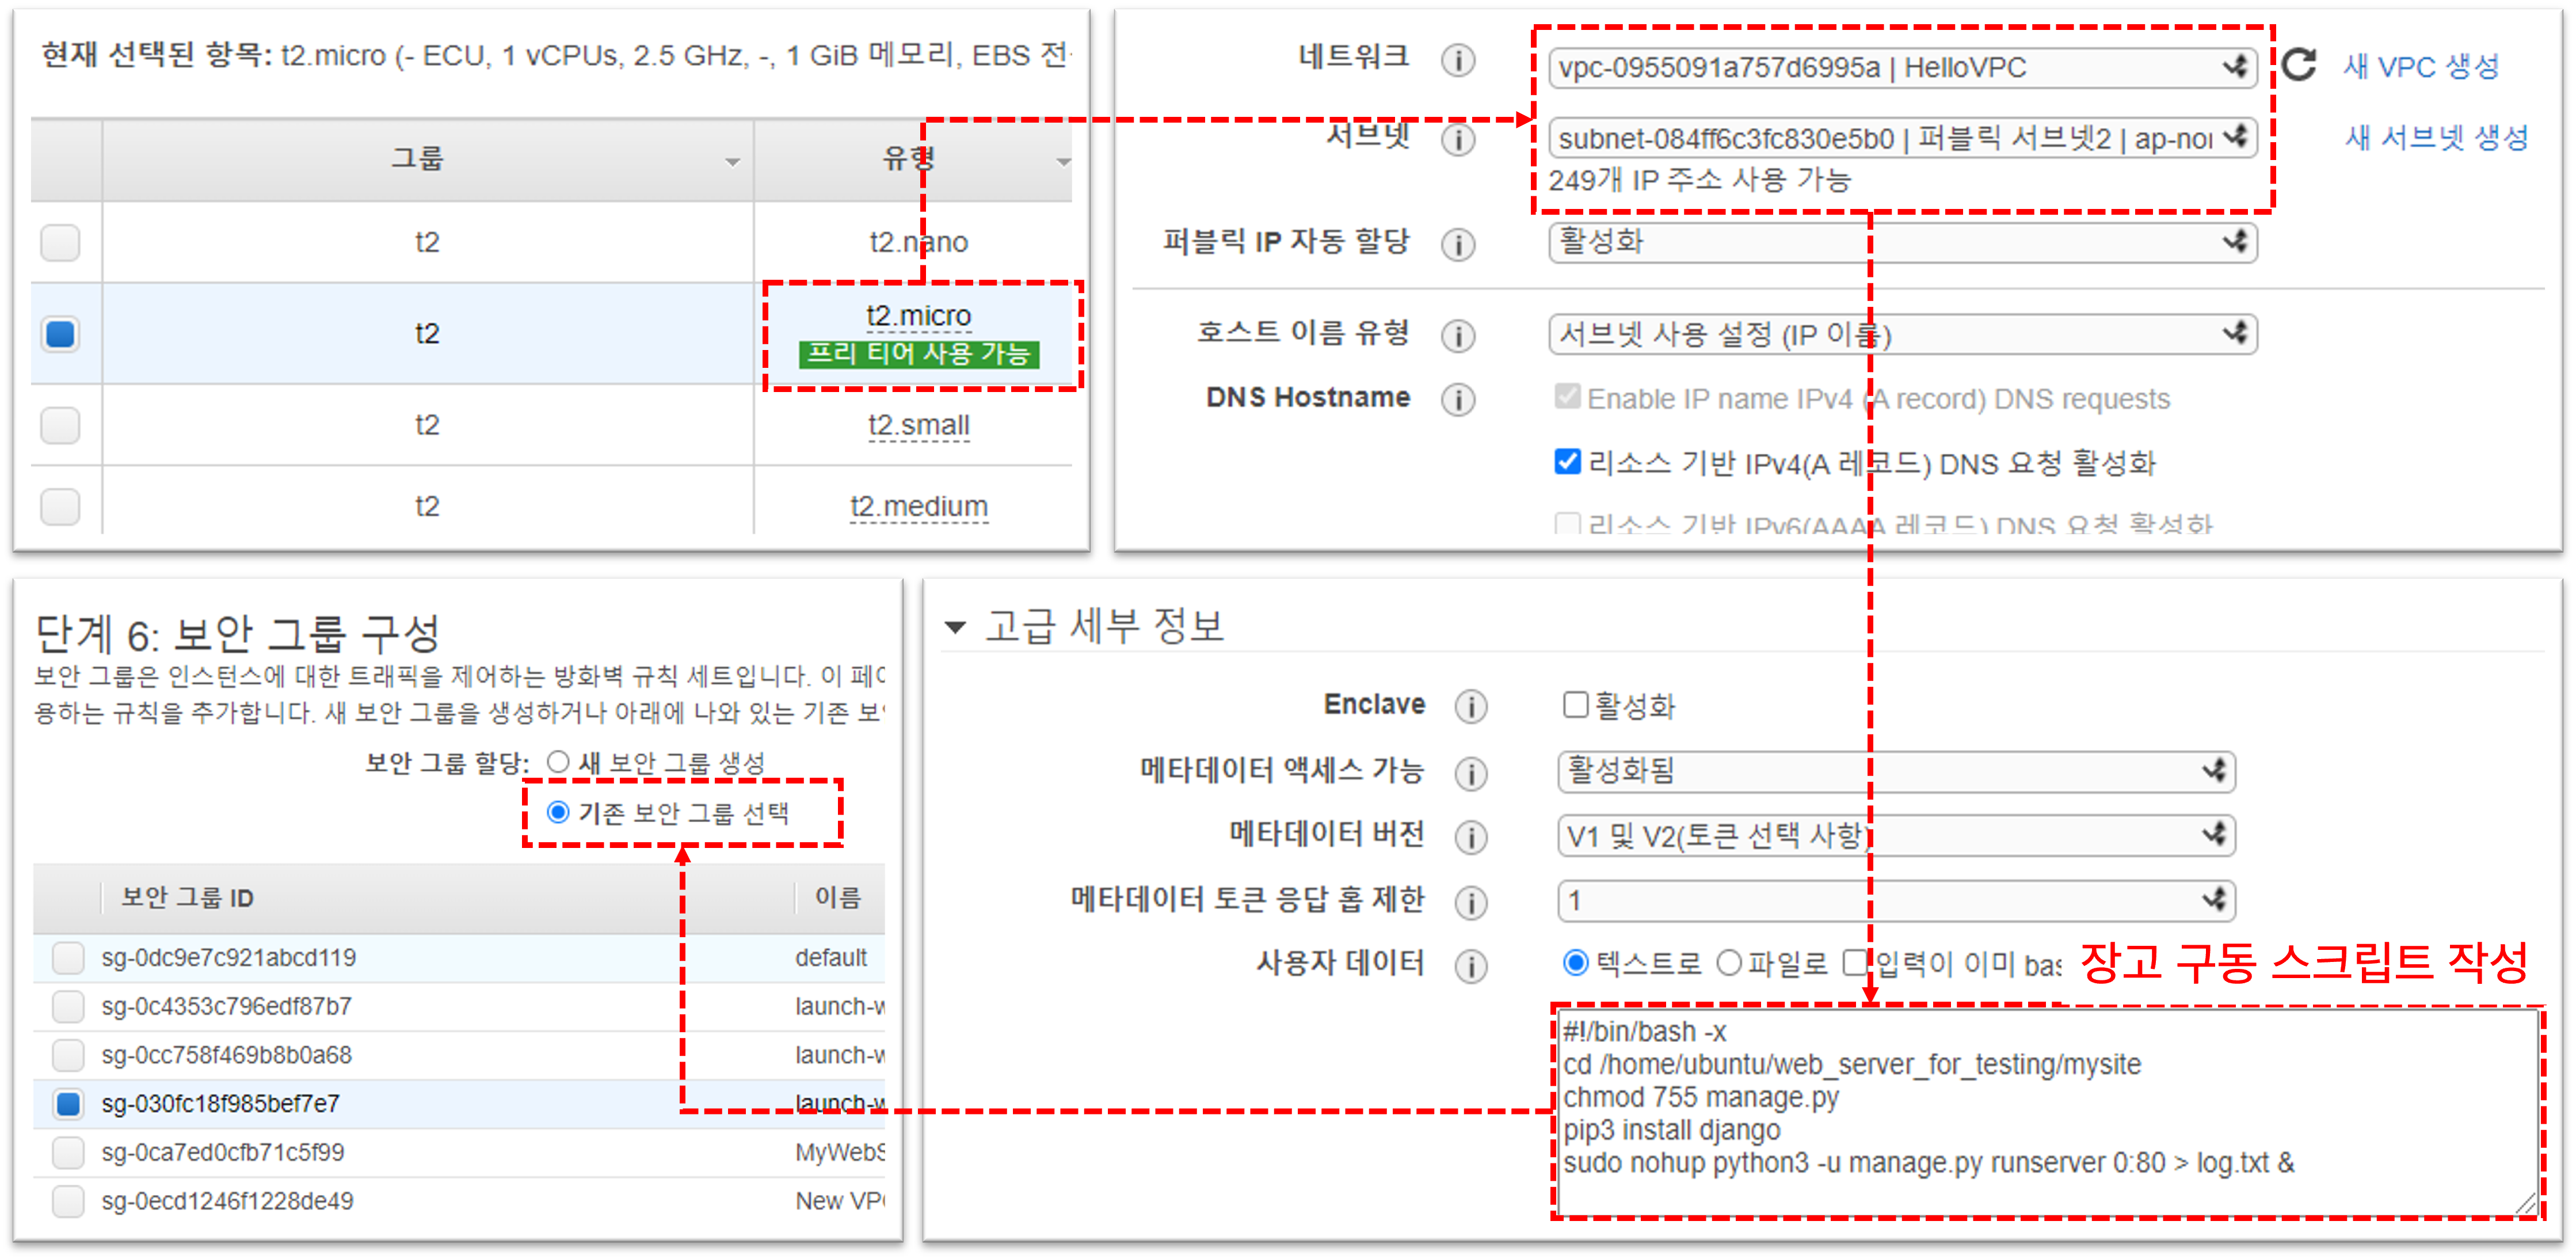 현재 선택된 항목: t2.micro (- ECU, 1 vCPUs, 2.5 GHz, -, 1 GiB 메모리, EBS
그룹 유형
t2 t2.nano
t2 t2.micro
프리 티어 사용 가능
t2 t2.small
t2 t2.medium
네트워크 vpc-0955091a757d6995a | HelloVPC 새 VPC 생성
서브넷 subnet-084ff6c3fc830e5b0 | 퍼블릭 서브넷2 | ap-nor 새 서브넷 생성
249개 IP 주소 사용 가능
퍼블릭 IP 자동 할당 활성화
호스트 이름 유형 서브넷 사용 설정 (IP 이름)
DNS Hostname Enable IP name IPv4 (A record) DNS requests
리소스 기반 IPv4(A 레코드) DNS 요청 활성화
리소스 기반 IPv6(AAAA 레코드) DNS 요청 활성화
단계 6: 보안 그룹 구성
보안 그룹은 인스턴스에 대한 트래픽을 제어하는 방화벽 규칙 세트입니다. 이
용하는 규칙을 추가합니다. 새 보안 그룹을 생성하거나 아래에 나와 있는 기존
보안 그룹 할당: 새 보안 그룹 생성
기존 보안 그룹 선택
보안 그룹 ID 이름
sg-0dc9e7c921abcd119 default
sg-0c4353c796edf87b7 launch-w
sg-0cc758f469b8b0a68 launch-w
sg-030fc18f985bef7e7 launch-w
sg-0ca7ed0cfb71c5f99 MyWebS
sg-0ecd1246f1228de49 New VP
고급 세부 정보
Enclave 활성화
메타데이터 액세스 가능 활성화됨
메타데이터 버전 V1 및 V2(토큰 선택 사항)
메타데이터 토큰 응답 홉 제한 1
사용자 데이터 텍스트로 파일로 입력이 이미 bas
장고 구동 스크립트 작성
#!/bin/bash -x
cd /home/ubuntu/web_server_for_testing/mysite
chmod 755 manage.py
pip3 install django
sudo nohup python3 -u manage.py runserver 0:80 > log.txt &